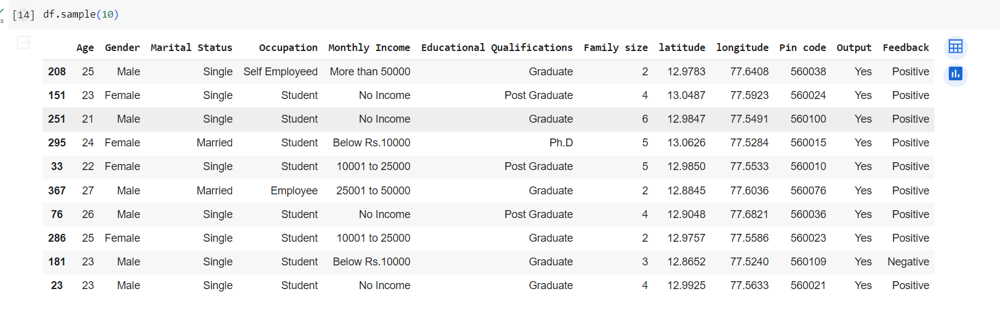 [14] df.sample(10)
s
Age Gender Marital Status Occupation Monthly Income Educational Qualifications Family size latitude longitude Pin code Output Feedback
208 25 Male Single Self Employeed More than 50000 Graduate 2 12.9783 77.6408 560038 Yes Positive
151 23 Female Single Student No Income Post Graduate 4 13.0487 77.5923 560024 Yes Positive
251 21 Male Single Student No Income Graduate 6 12.9847 77.5491 560100 Yes Positive
295 24 Female Married Student Below Rs.10000 Ph.D 5 13.0626 77.5284 560015 Yes Positive
33 22 Female Single Student 10001 to 25000 Post Graduate 5 12.9850 77.5533 560010 Yes Positive
367 27 Male Married Employee 25001 to 50000 Graduate 2 12.8845 77.6036 560076 Yes Positive
76 26 Male Single Student No Income Post Graduate 4 12.9048 77.6821 560036 Yes Positive
286 25 Female Single Student 10001 to 25000 Graduate 2 12.9757 77.5586 560023 Yes Positive
181 23 Male Single Student Below Rs.10000 Graduate 3 12.8652 77.5240 560109 Yes Negative
23 23 Male Single Student No Income Graduate 4 12.9925 77.5633 560021 Yes Positive